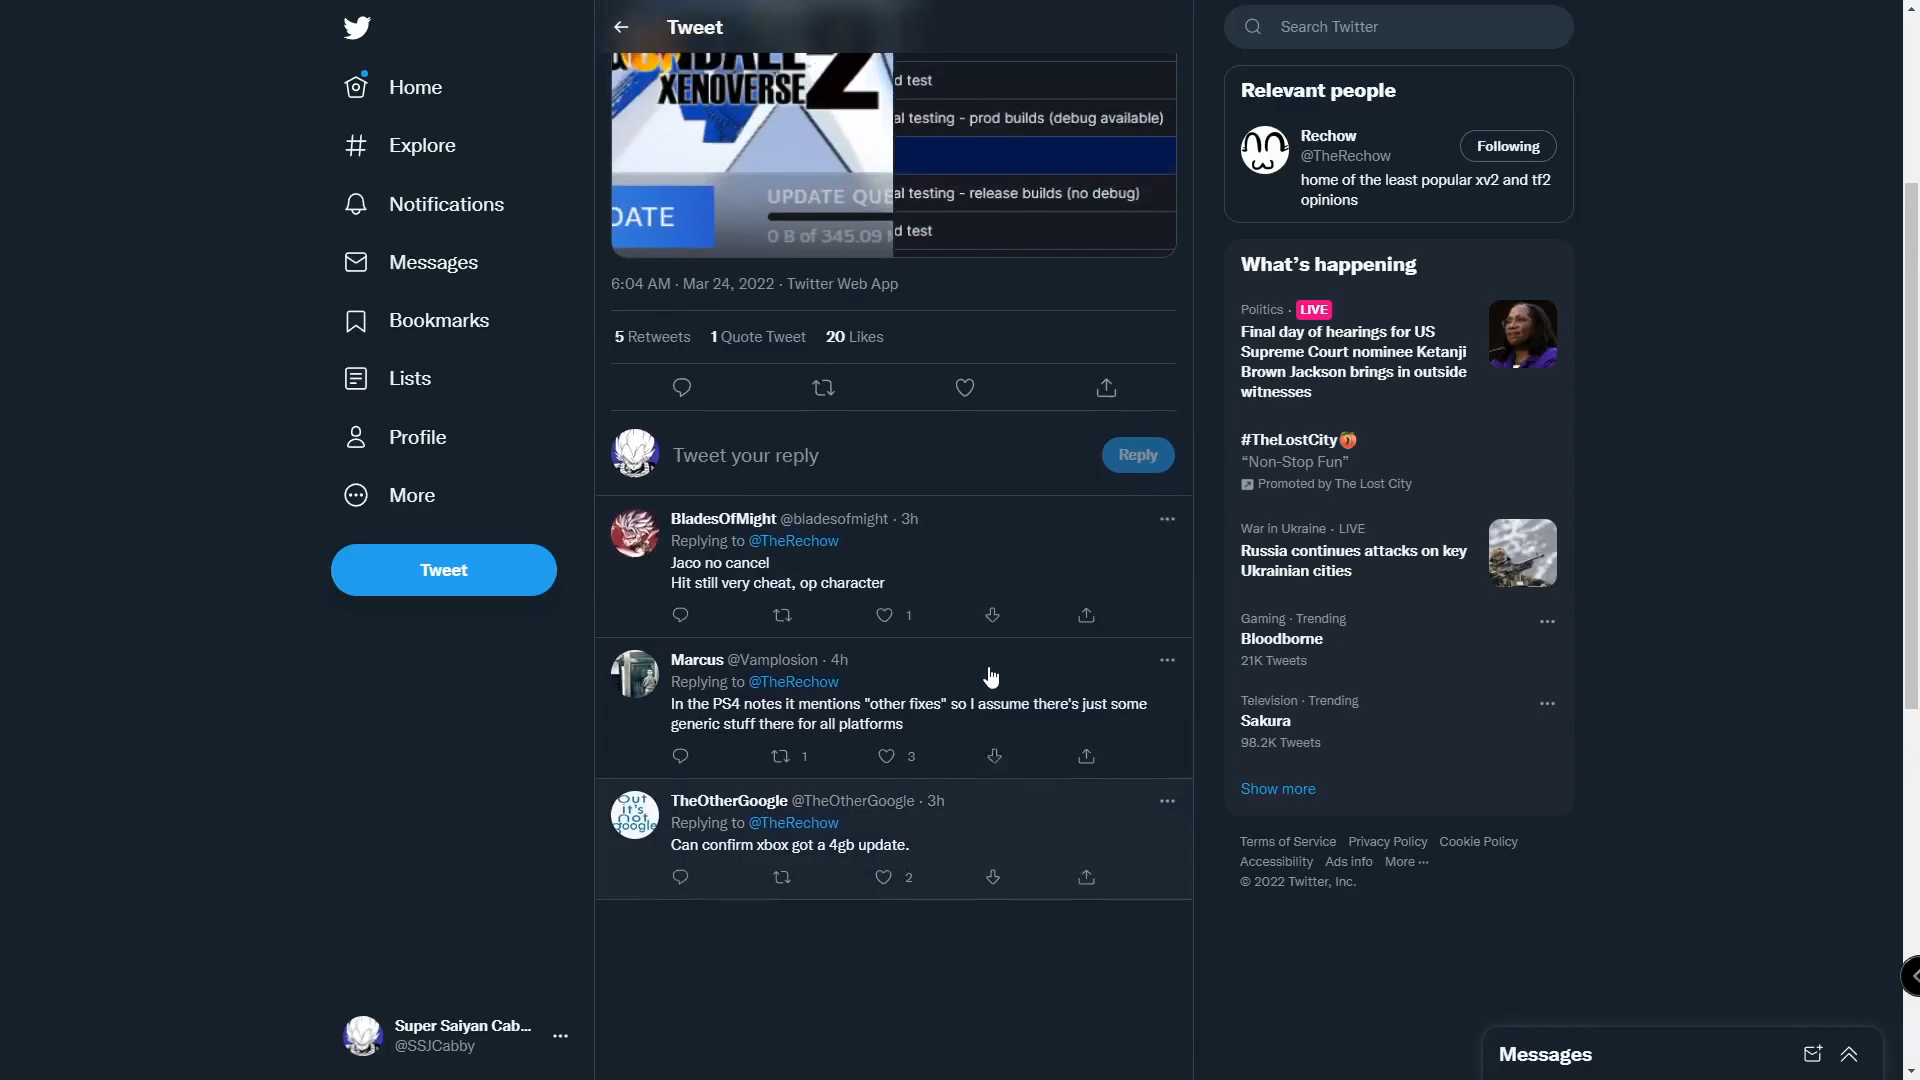 Home
Explore
Notifications
Messages
Bookmarks
Lists
Profile
More
Tweet
Super Saiyan Cab...
@SSJCabby
Tweet
XENOVERSE 2
DATE
UPDATE QUE
0 B of 345.09
d test
al testing - prod builds (debug available)
al testing - release builds (no debug)
d test
6:04 AM · Mar 24, 2022 · Twitter Web App
5 Retweets 1 Quote Tweet 20 Likes
Tweet your reply
Reply
BladesOfMight @bladesofmight · 3h
Replying to @TheRechow
Jaco no cancel
Hit still very cheat, op character
1
Marcus @Vamplosion · 4h
Replying to @TheRechow
In the PS4 notes it mentions "other fixes" so I assume there's just some
generic stuff there for all platforms
1 3
Out
it's
not
google
TheOtherGoogle @TheOtherGoogle · 3h
Replying to @TheRechow
Can confirm xbox got a 4gb update.
2
Search Twitter
Relevant people
Rechow
@TheRechow
Following
home of the least popular xv2 and tf2
opinions
What's happening
Politics · LIVE
Final day of hearings for US
Supreme Court nominee Ketanji
Brown Jackson brings in outside
witnesses
#TheLostCity🍑
“Non-Stop Fun”
Promoted by The Lost City
War in Ukraine · LIVE
Russia continues attacks on key
Ukrainian cities
Gaming · Trending
Bloodborne
21K Tweets
Television · Trending
Sakura
98.2K Tweets
Show more
Terms of Service Privacy Policy Cookie Policy
Accessibility Ads info More ···
© 2022 Twitter, Inc.
Messages